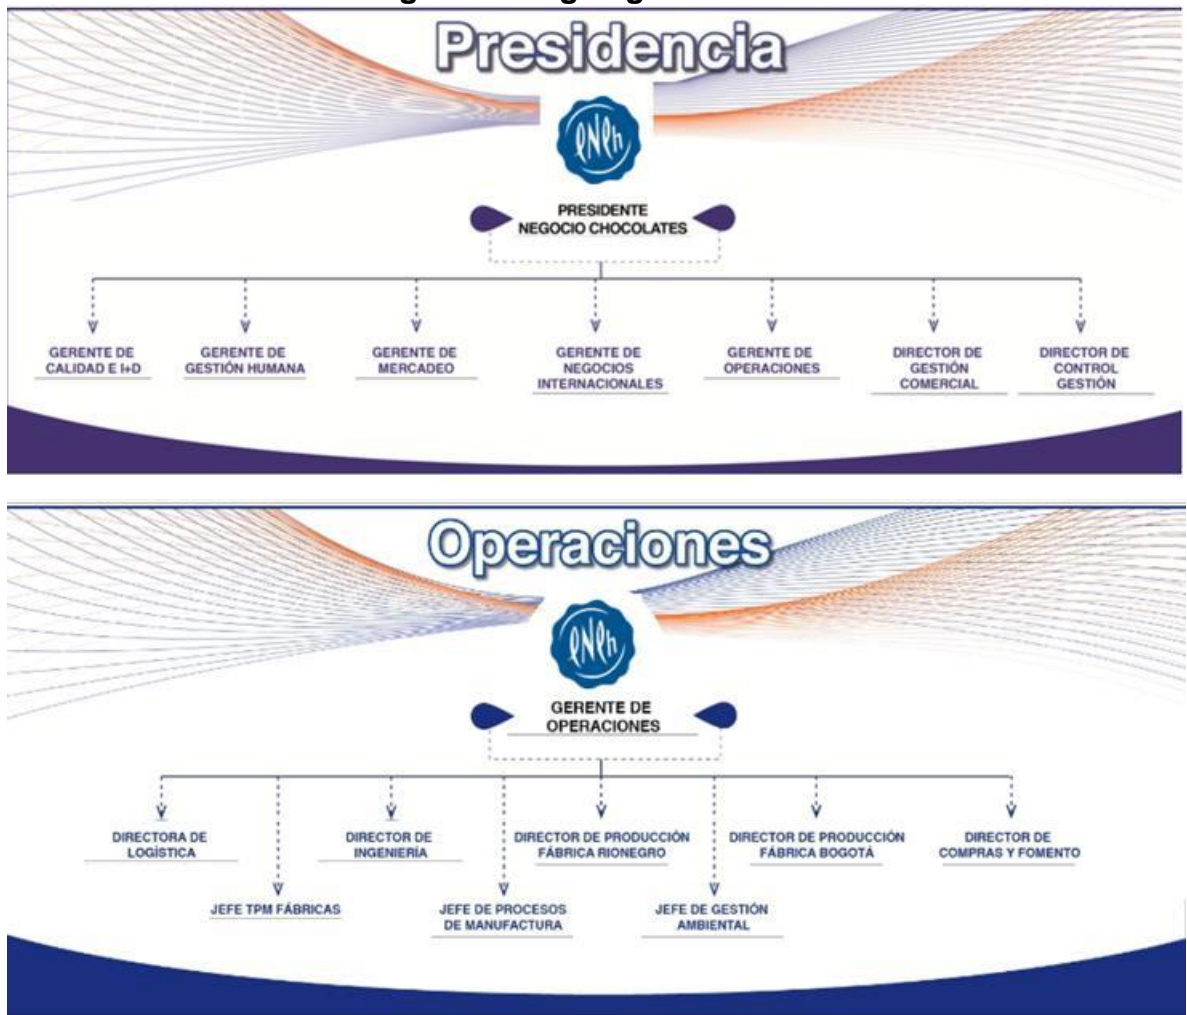 Presidencia
PRESIDENTE
NEGOCIO CHOCOLATES
GERENTE DE
CALIDAD E I+D
GERENTE DE
GESTIÓN HUMANA
GERENTE DE
MERCADEO
GERENTE DE
NEGOCIOS
INTERNACIONALES
GERENTE DE
OPERACIONES
DIRECTOR DE
GESTIÓN
COMERCIAL
DIRECTOR DE
CONTROL
GESTIÓN
Operaciones
GERENTE DE
OPERACIONES
DIRECTORA DE
LOGÍSTICA
DIRECTOR DE
INGENIERÍA
DIRECTOR DE PRODUCCIÓN
FÁBRICA RIONEGRO
DIRECTOR DE PRODUCCIÓN
FÁBRICA BOGOTÁ
DIRECTOR DE
COMPRAS Y FOMENTO
JEFE TPM FÁBRICAS
JEFE DE PROCESOS
DE MANUFACTURA
JEFE DE GESTIÓN
AMBIENTAL